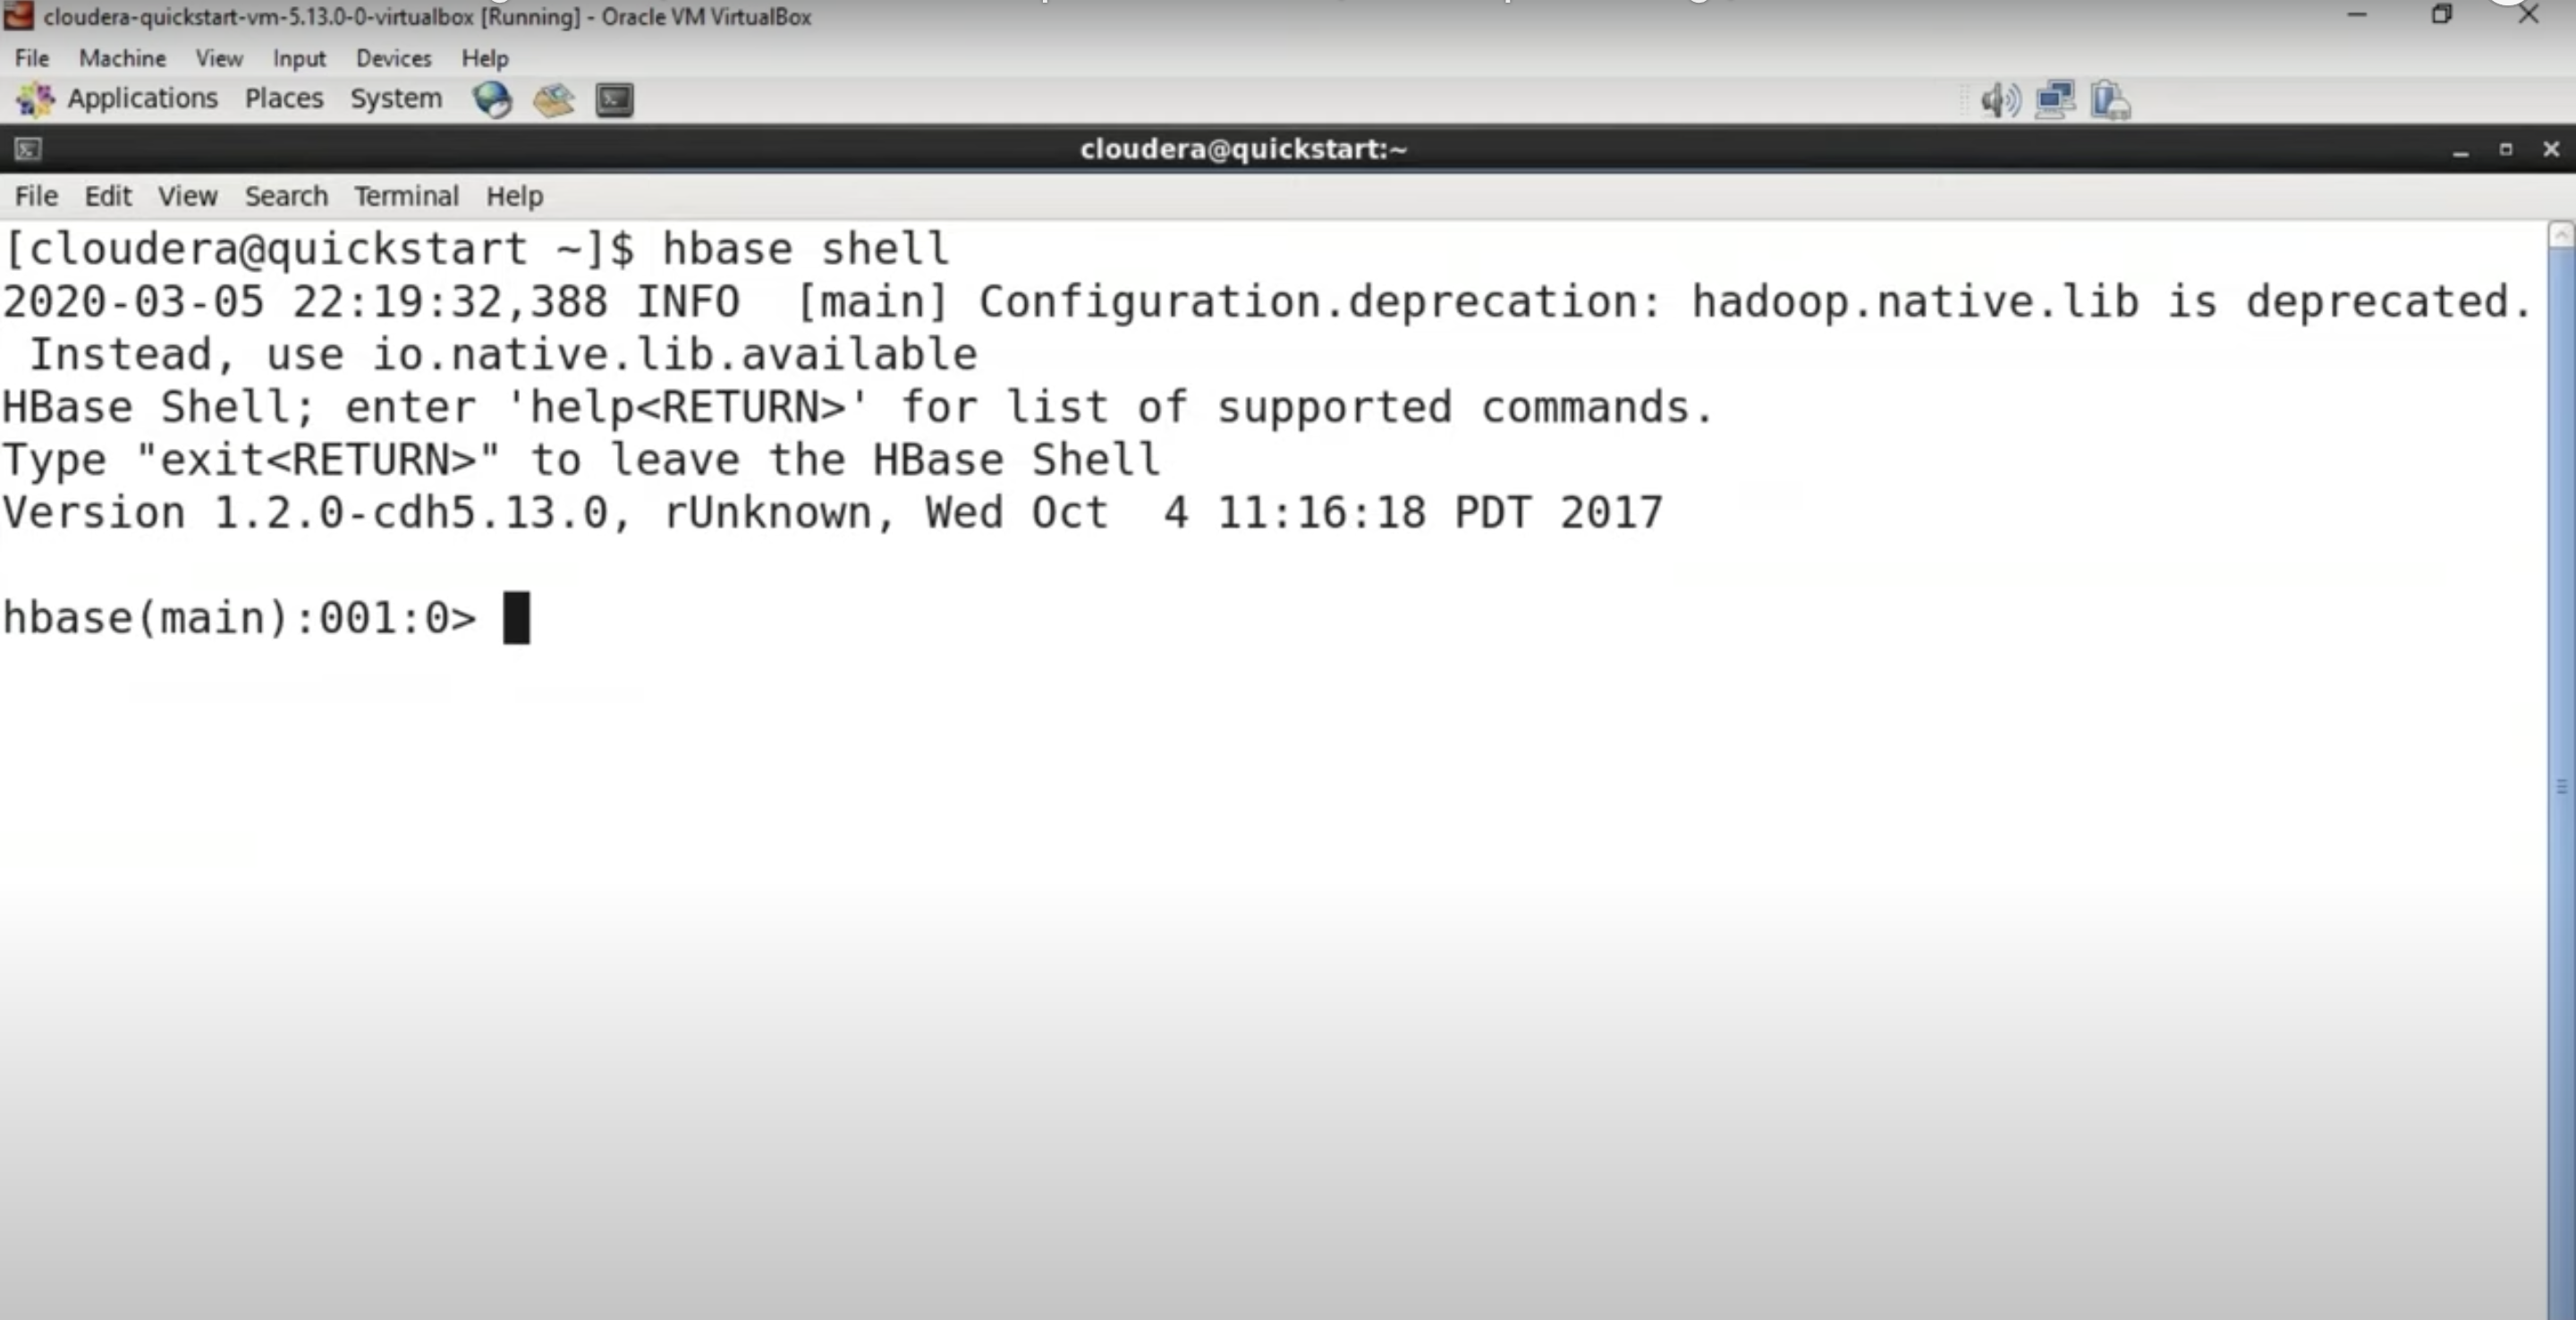 cloudera-quickstart-vm-5.13.0-0-virtualbox [Running] - Oracle VM VirtualBox
File Machine View Input Devices Help
Applications Places System
cloudera@quickstart:~
File Edit View Search Terminal Help
[cloudera@quickstart ~]$ hbase shell
2020-03-05 22:19:32,388 INFO  [main] Configuration.deprecation: hadoop.native.lib is deprecated.
 Instead, use io.native.lib.available
HBase Shell; enter 'help<RETURN>' for list of supported commands.
Type "exit<RETURN>" to leave the HBase Shell
Version 1.2.0-cdh5.13.0, rUnknown, Wed Oct  4 11:16:18 PDT 2017
hbase(main):001:0>